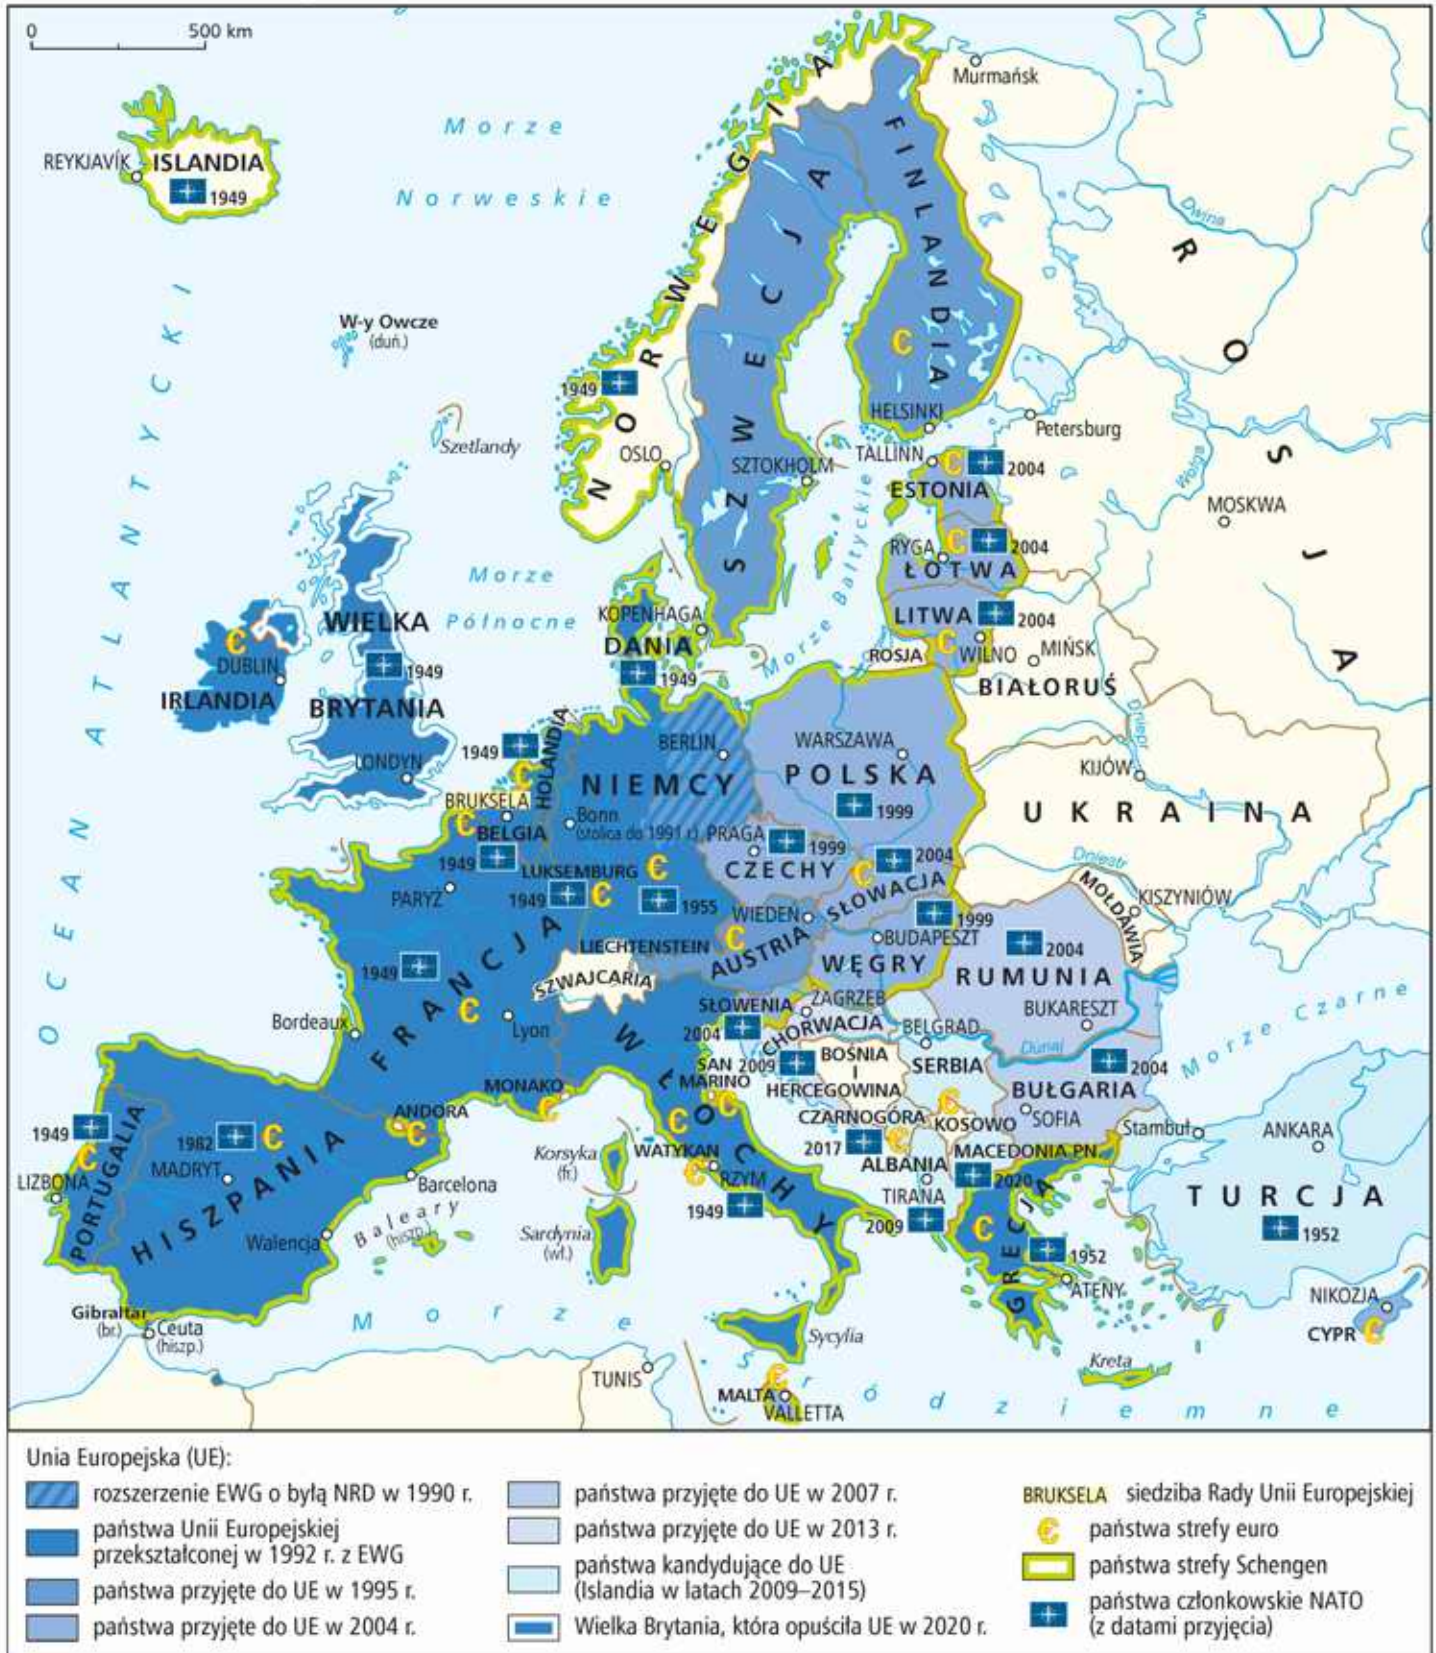 0 500 km
Murmańsk
Morze
Norweskie
REYKJAVÍK
ISLANDIA
1949
NORWEGIA
SZWECJA
FINLANDIA
Dwina
ROSJA
W-y Owcze
(duń.)
1949
HELSINKI
Petersburg
Szetlandy
OSLO
SZTOKHOLM
TALLINN
2004
ESTONIA
Wołga
MOSKWA
OCEAN ATLANTYCKI
Morze
Północne
Morze Bałtyckie
RYGA
2004
ŁOTWA
KOPENHAGA
LITWA
2004
WIELKA
DANIA
ROSJA
WILNO
MIŃSK
DUBLIN
1949
1949
BIAŁORUŚ
IRLANDIA
BRYTANIA
LONDYN
1949
HOLANDIA
BERLIN
WARSZAWA
Dniepr
KIJÓW
NIEMCY
POLSKA
BRUKSELA
Bonn
(stolica do 1991 r.)
1999
UKRAINA
BELGIA
PRAGA
1999
2004
Dniestr
1949
LUKSEMBURG
CZECHY
SŁOWACJA
MOŁDAWIA
KISZYNIÓW
PARYŻ
1949
1955
WIEDEŃ
1999
LIECHTENSTEIN
AUSTRIA
BUDAPESZT
2004
1949
SZWAJCARIA
WĘGRY
RUMUNIA
FRANCJA
SŁOWENIA
ZAGRZEB
BUKARESZT
Morze Czarne
Bordeaux
Lyon
2004
CHORWACJA
BELGRAD
Dunaj
WŁOCHY
SAN
MARINO
2009
BOŚNIA
I
HERCEGOWINA
SERBIA
2004
MONAKO
BUŁGARIA
ANDORA
CZARNOGÓRA
KOSOWO
SOFIA
Stambuł
ANKARA
1949
PORTUGALIA
1982
Korsyka
(fr.)
WATYKAN
2017
ALBANIA
MACEDONIA PN.
MADRYT
LIZBONA
Barcelona
RZYM
TIRANA
2020
TURCJA
HISZPANIA
Baleary
(hiszp.)
Sardynia
(wł.)
1949
2009
GRECJA
1952
Walencja
1952
ATENY
NIKOZJA
CYPR
Gibraltar
(br.)
Ceuta
(hiszp.)
Morze
Śródziemne
Sycylia
Kreta
TUNIS
MALTA
VALLETTA
Unia Europejska (UE):
rozszerzenie EWG o byłą NRD w 1990 r.
państwa Unii Europejskiej
przekształconej w 1992 r. z EWG
państwa przyjęte do UE w 1995 r.
państwa przyjęte do UE w 2004 r.
państwa przyjęte do UE w 2007 r.
państwa przyjęte do UE w 2013 r.
państwa kandydujące do UE
(Islandia w latach 2009–2015)
Wielka Brytania, która opuściła UE w 2020 r.
BRUKSELA siedziba Rady Unii Europejskiej
€ państwa strefy euro
państwa strefy Schengen
państwa członkowskie NATO
(z datami przyjęcia)